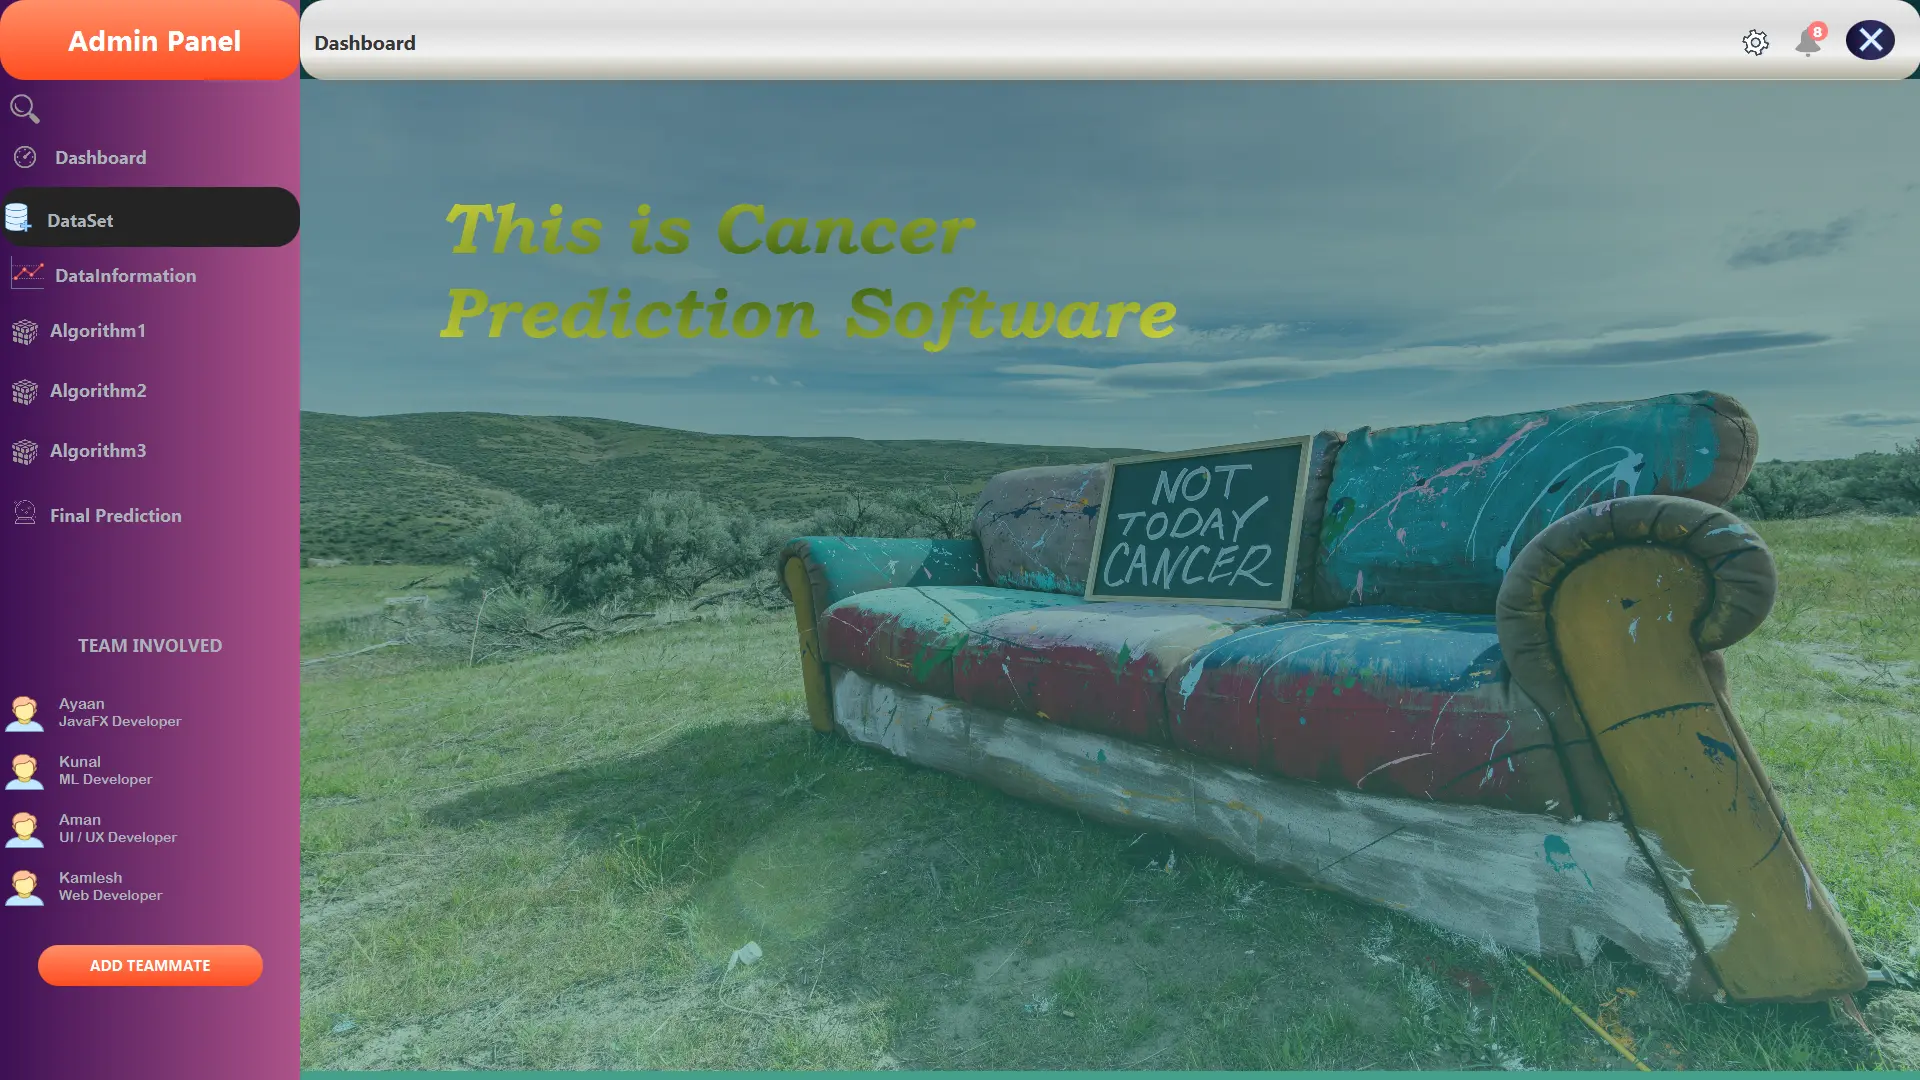 Admin Panel
Dashboard
8
Dashboard
DataSet
DataInformation
Algorithm1
Algorithm2
Algorithm3
Final Prediction
TEAM INVOLVED
Ayaan
JavaFX Developer
Kunal
ML Developer
Aman
UI / UX Developer
Kamlesh
Web Developer
ADD TEAMMATE
This is Cancer
Prediction Software
NOT
TODAY
CANCER